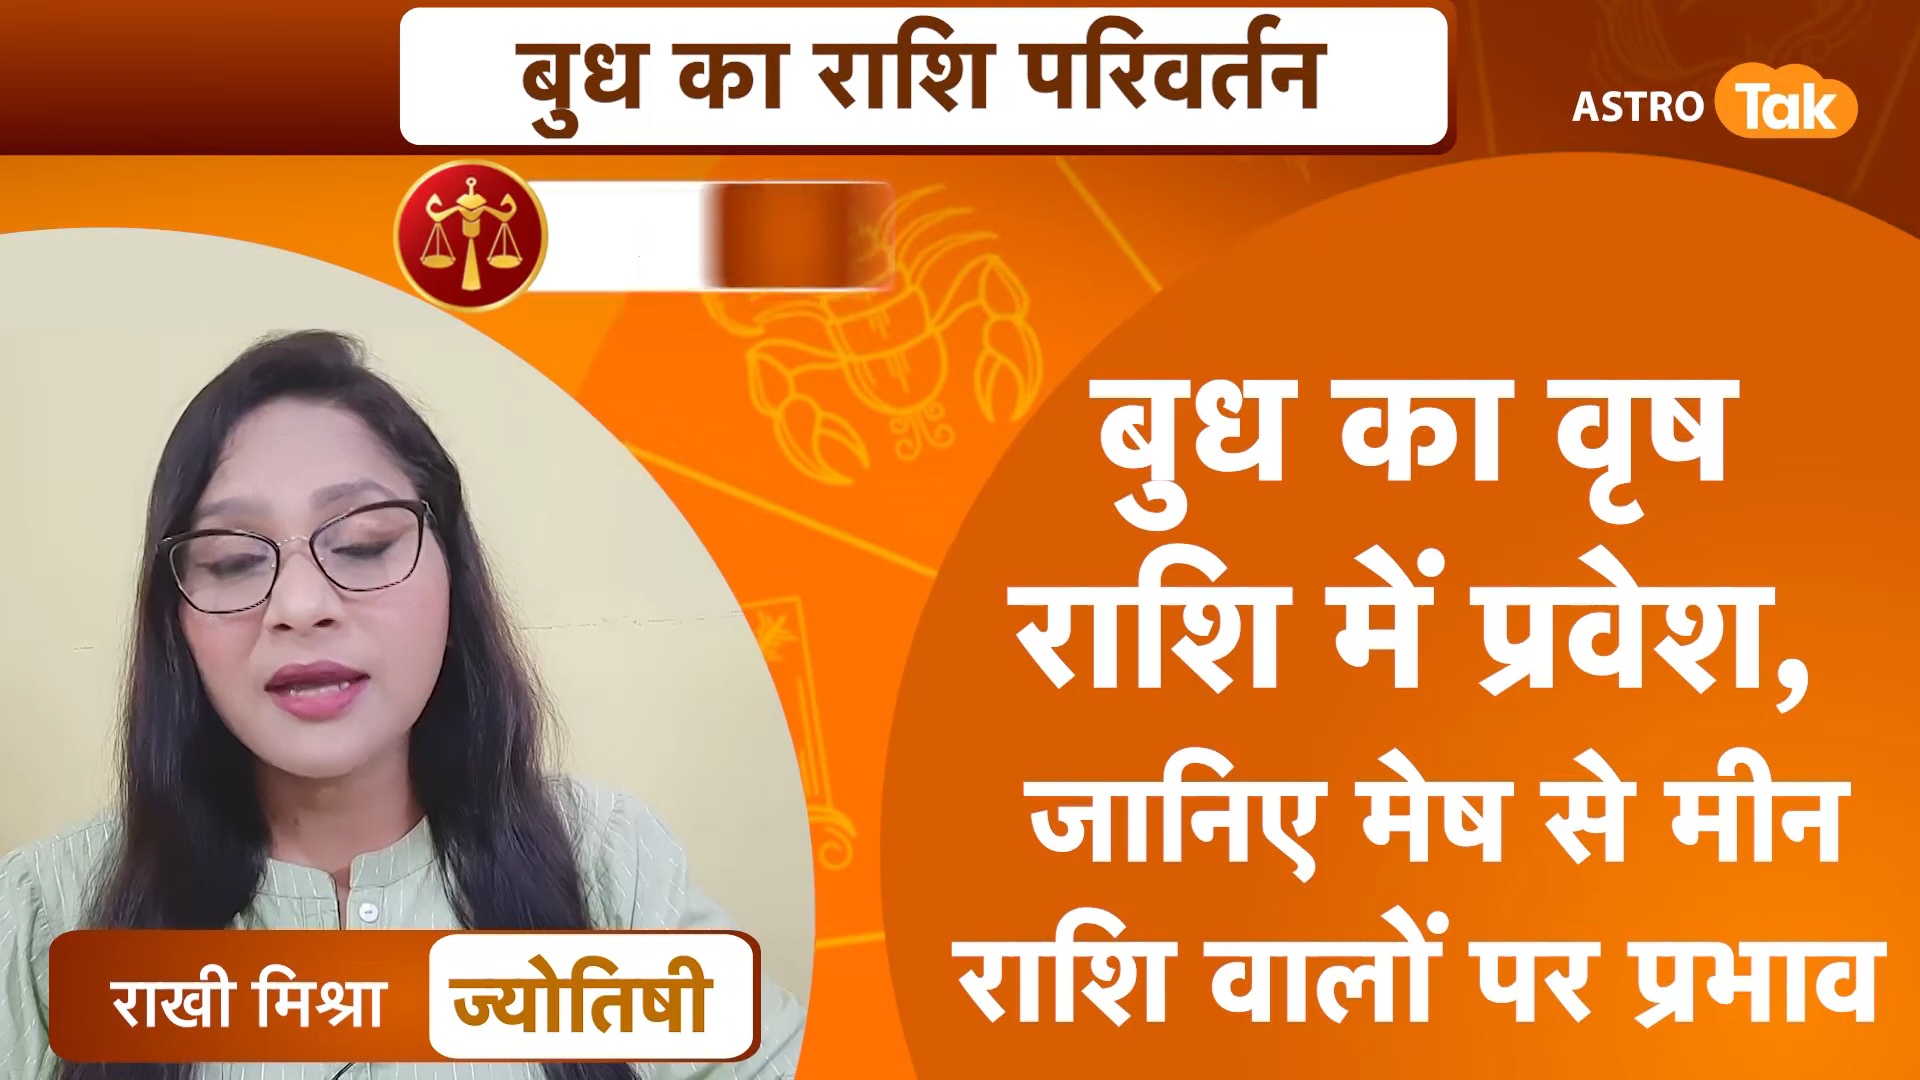 बुध का राशि परिवर्तन
ASTRO Tak
बुध का वृष
राशि में प्रवेश,
जानिए मेष से मीन
राशि वालों पर प्रभाव
राखी मिश्रा ज्योतिषी